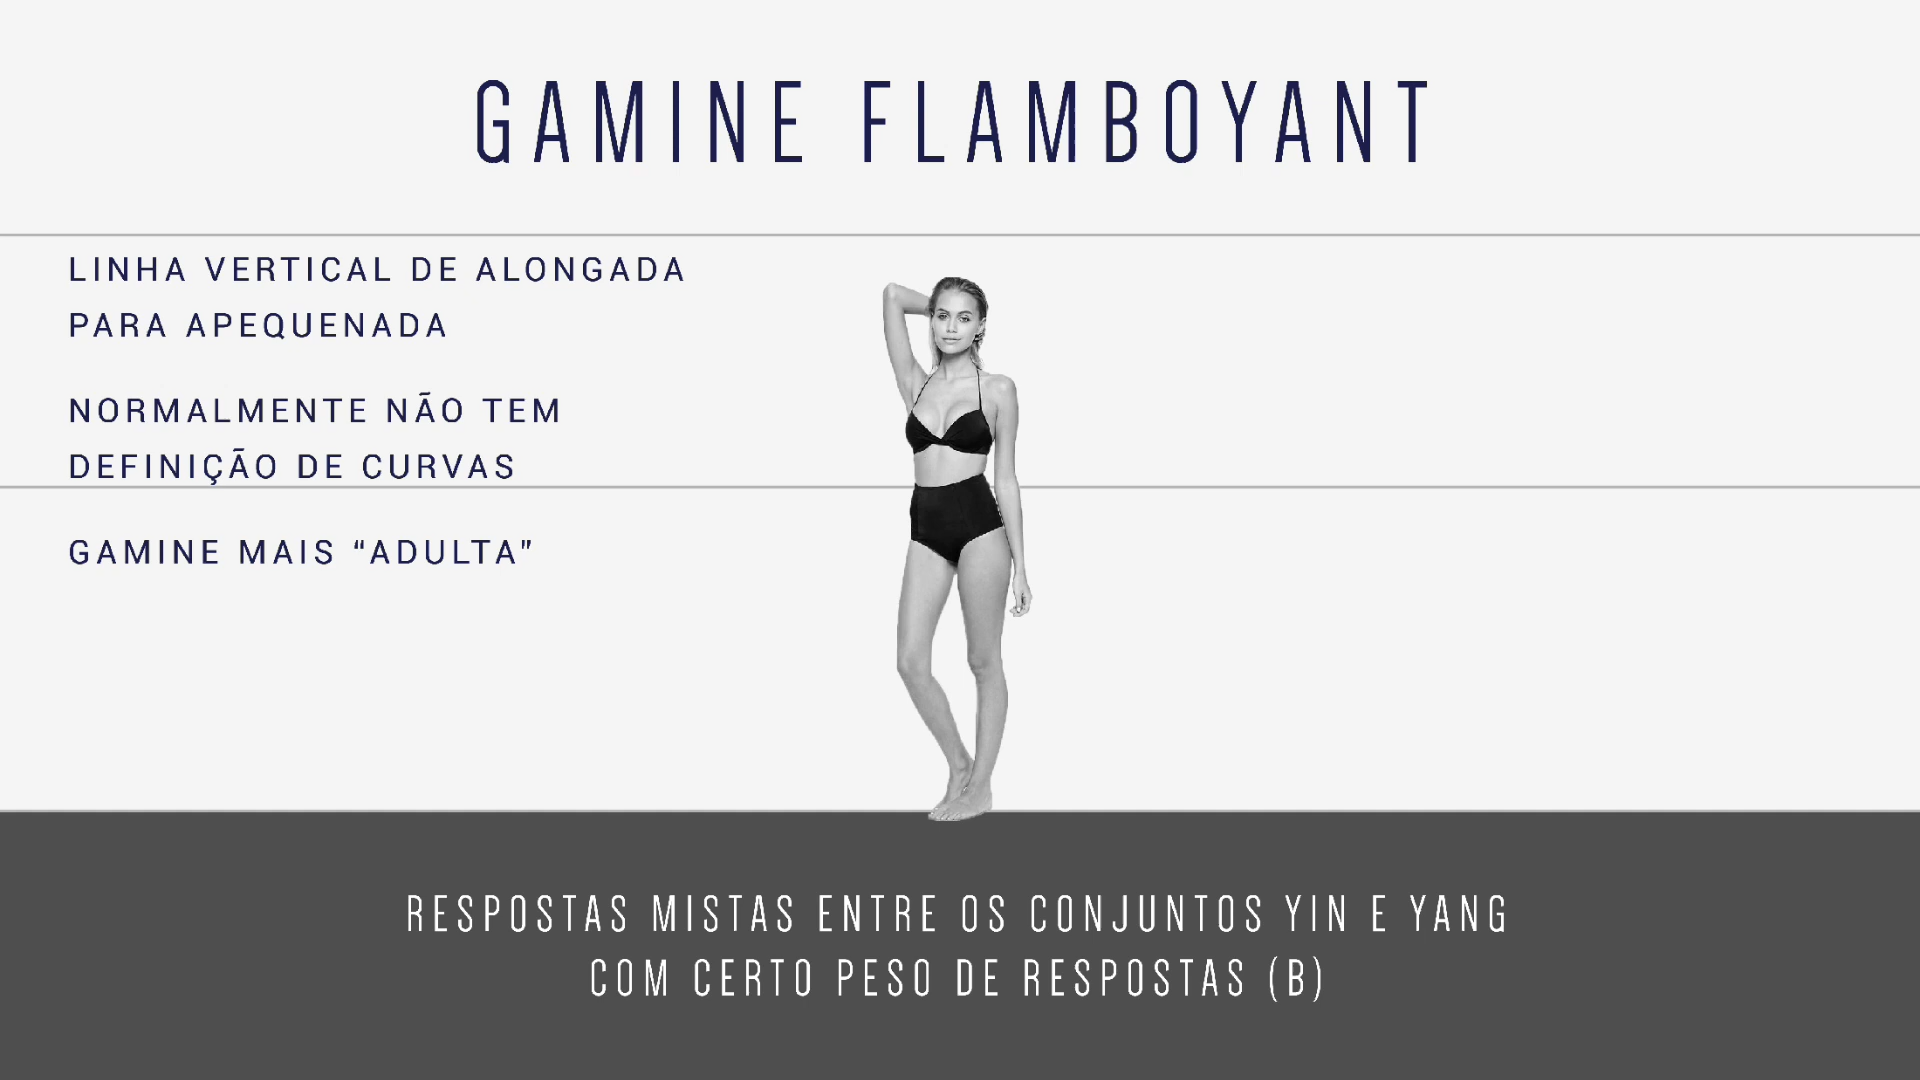 GAMINE FLAMBOYANT
LINHA VERTICAL DE ALONGADA
PARA APEQUENADA
NORMALMENTE NÃO TEM
DEFINIÇÃO DE CURVAS
GAMINE MAIS “ADULTA”
RESPOSTAS MISTAS ENTRE OS CONJUNTOS YIN E YANG
COM CERTO PESO DE RESPOSTAS (B)